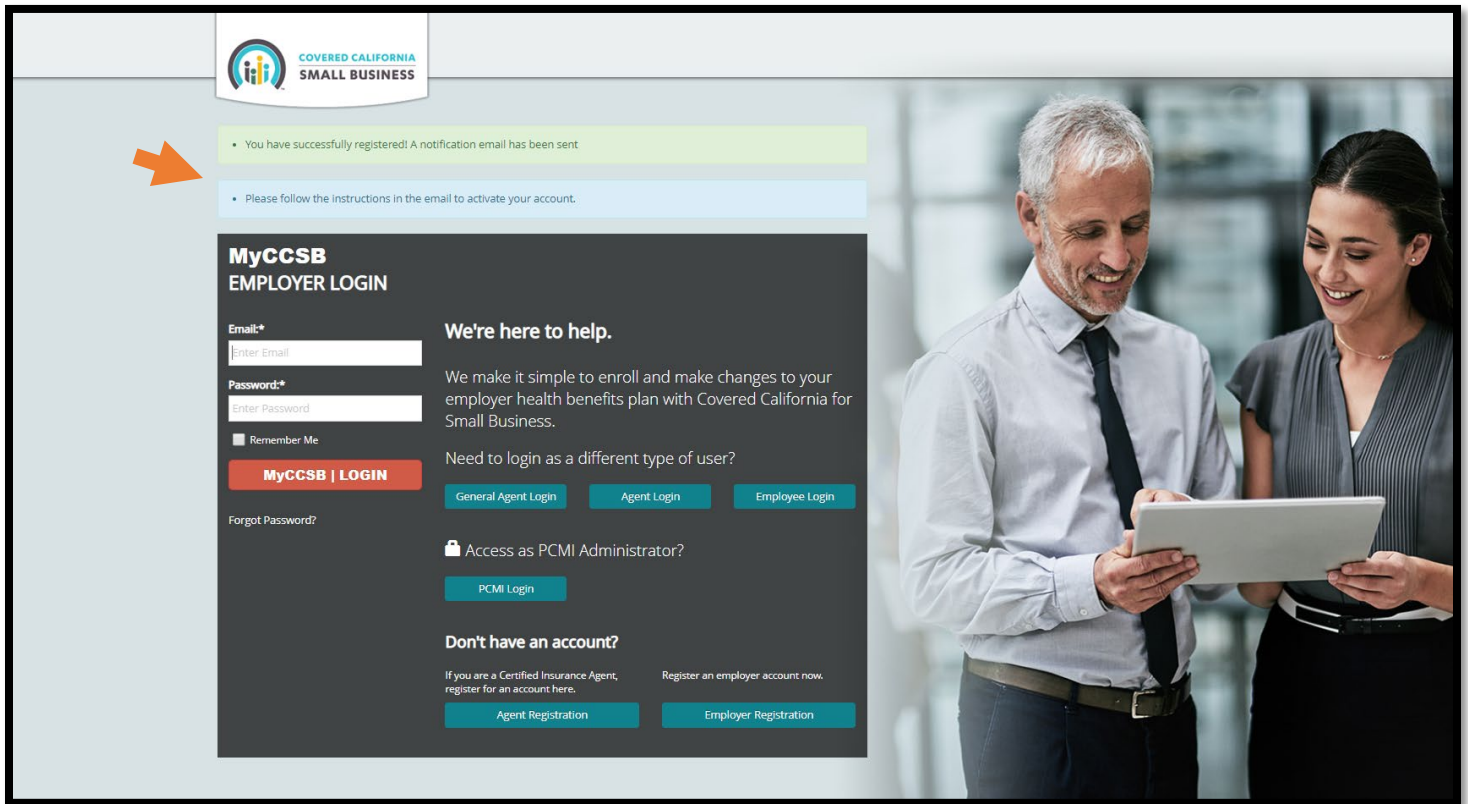 COVERED CALIFORNIA
SMALL BUSINESS
• You have successfully registered! A notification email has been sent
• Please follow the instructions in the email to activate your account.
MyCCSB
EMPLOYER LOGIN
Email:*
Enter Email
Password:*
Enter Password
Remember Me
MyCCSB | LOGIN
Forgot Password?
We're here to help.
We make it simple to enroll and make changes to your
employer health benefits plan with Covered California for
Small Business.
Need to login as a different type of user?
General Agent Login Agent Login Employee Login
Access as PCMI Administrator?
PCMI Login
Don't have an account?
If you are a Certified Insurance Agent,
register for an account here.
Agent Registration
Register an employer account now.
Employer Registration